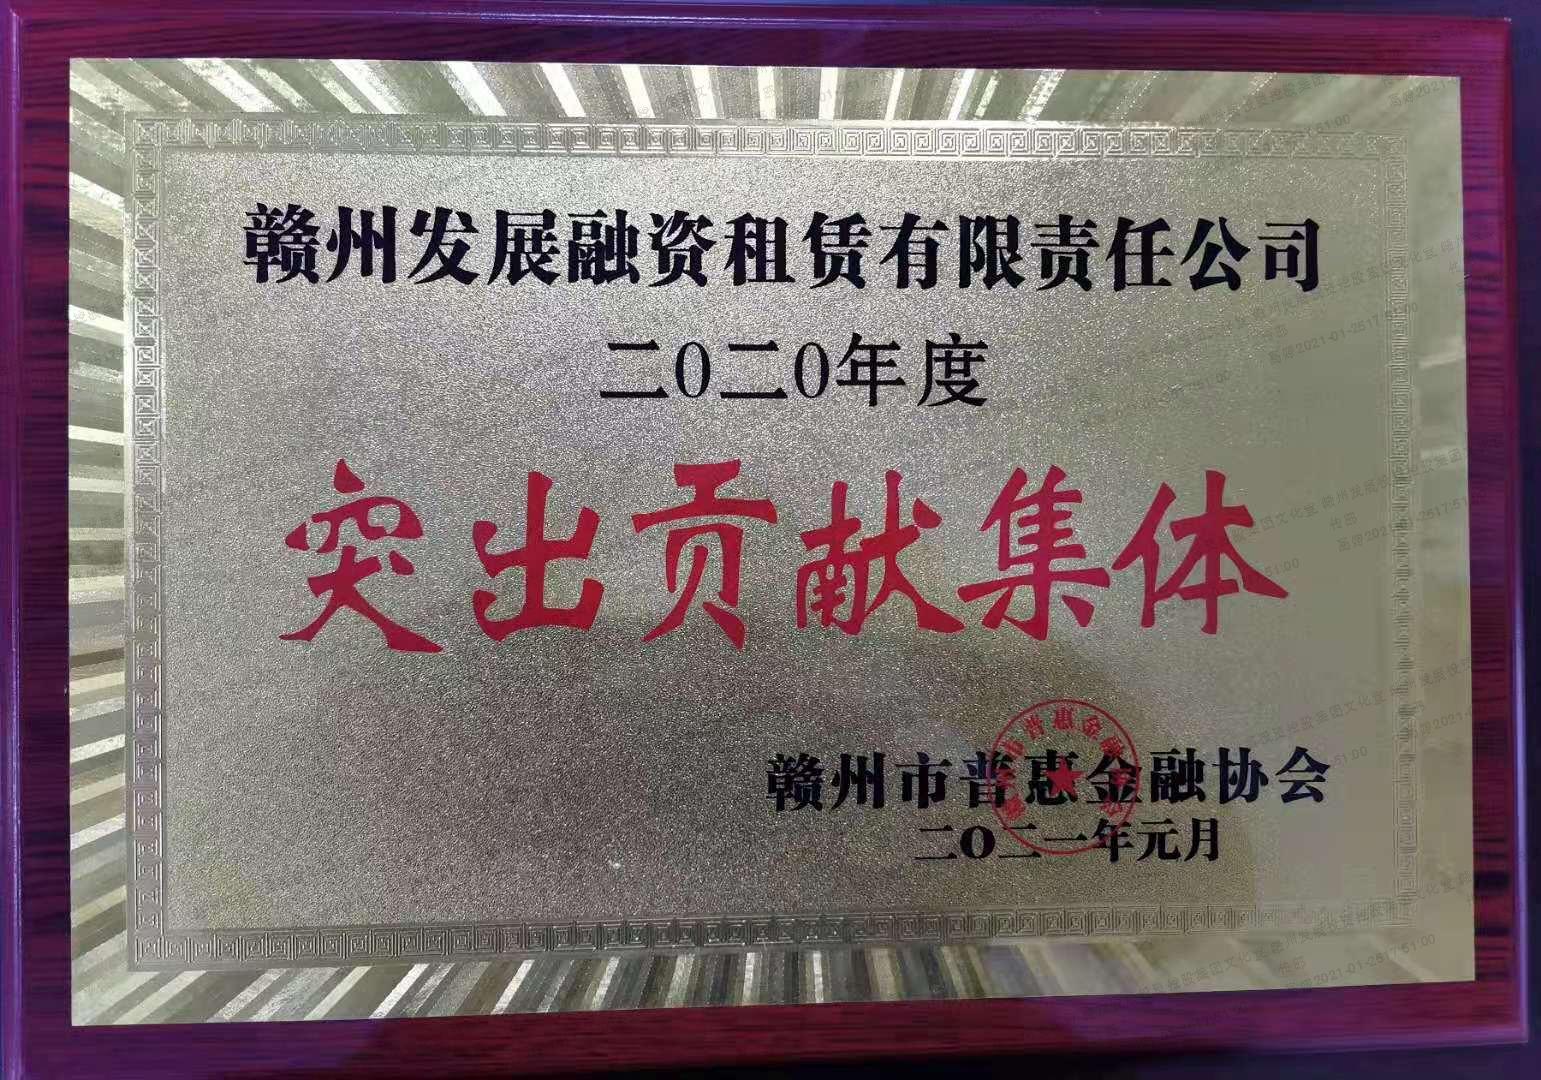 赣州发展融资租赁有限责任公司
二0二0年度
突出贡献集体
赣州市普惠金融协会
二O二一年元月